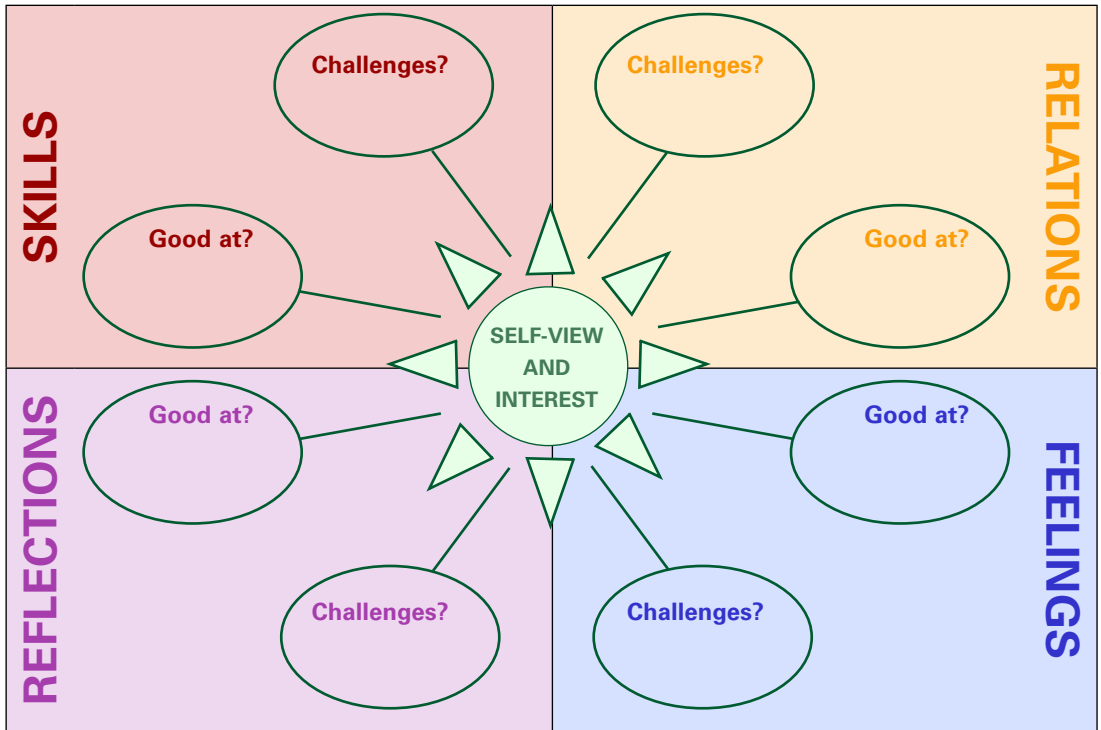 SKILLS
Challenges?
Good at?
RELATIONS
Challenges?
Good at?
SELF-VIEW
AND
INTEREST
REFLECTIONS
Good at?
Challenges?
FEELINGS
Good at?
Challenges?